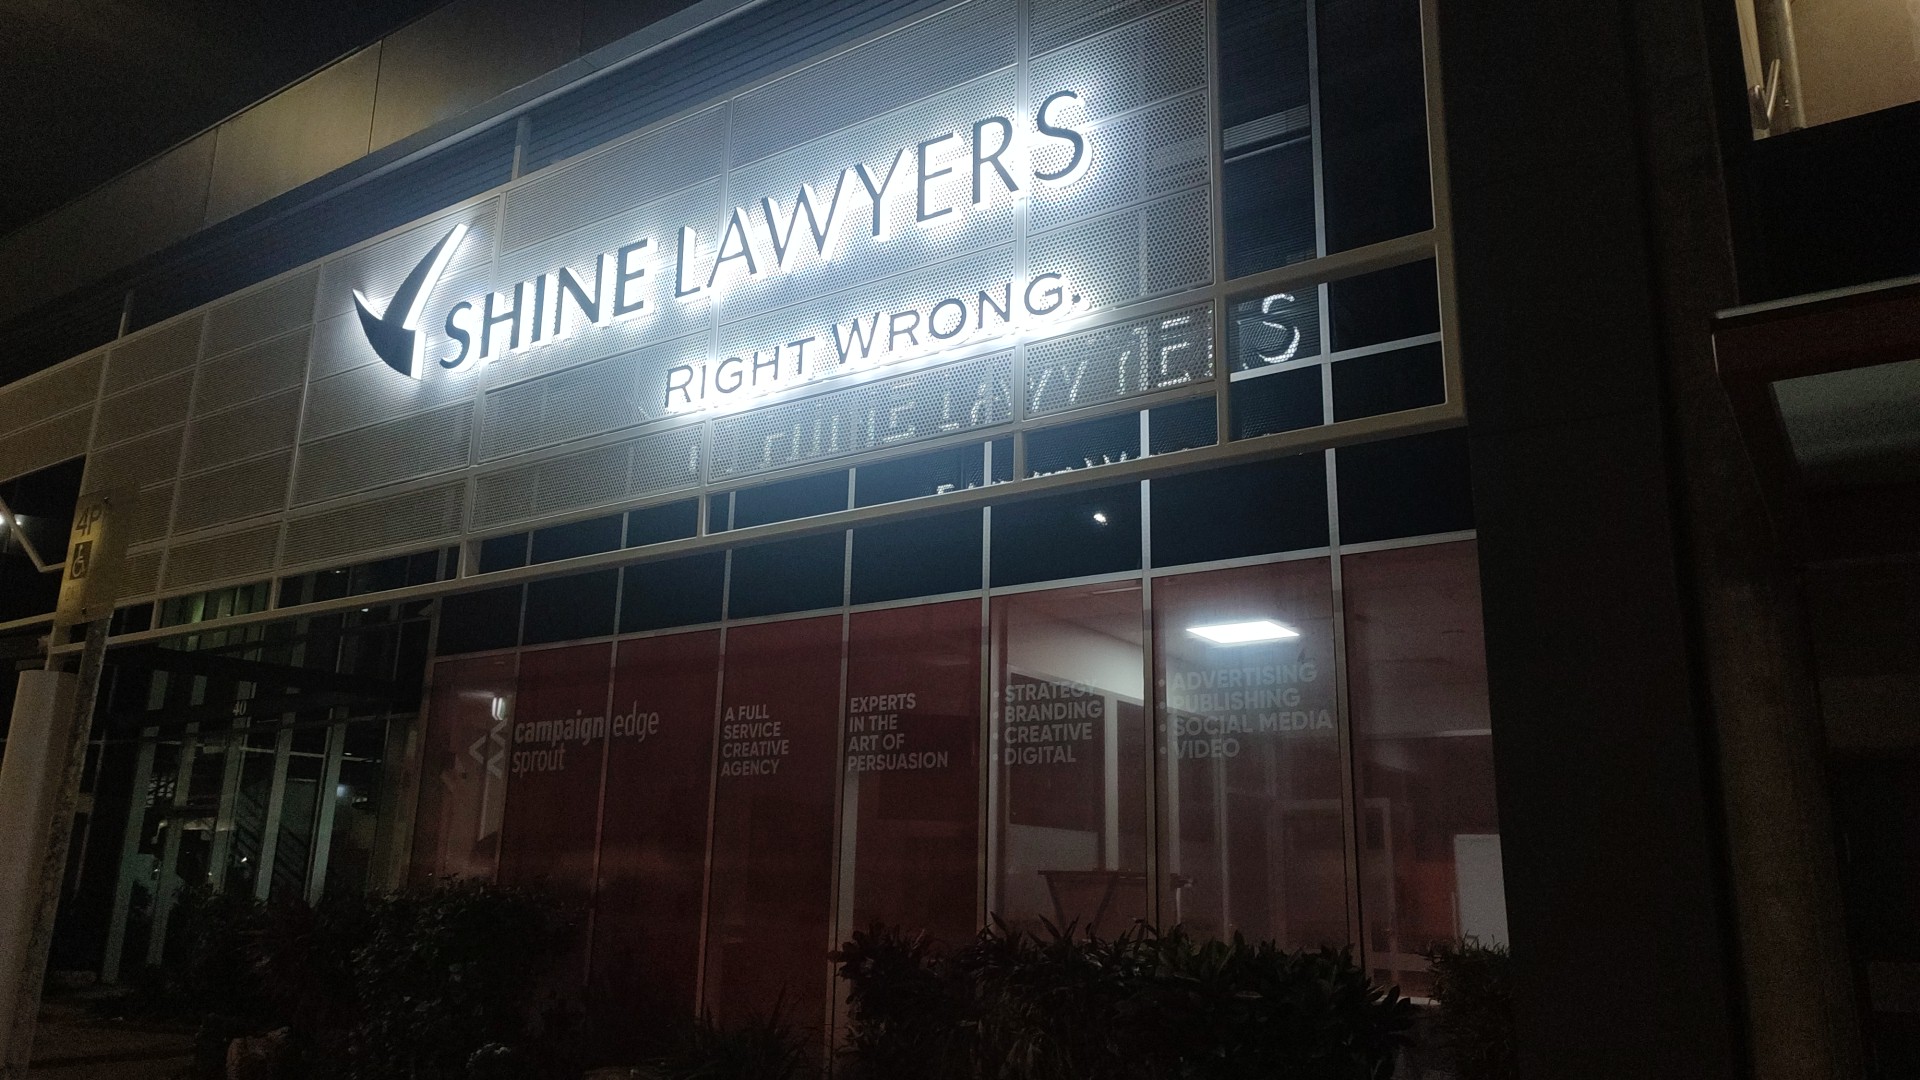 SHINE LAWYERS
RIGHT WRONG.
4P
40
campaign edge
sprout
A FULL
SERVICE
CREATIVE
AGENCY
EXPERTS
IN THE
ART OF
PERSUASION
• STRATEGY
• BRANDING
• CREATIVE
• DIGITAL
• ADVERTISING
• PUBLISHING
• SOCIAL MEDIA
• VIDEO